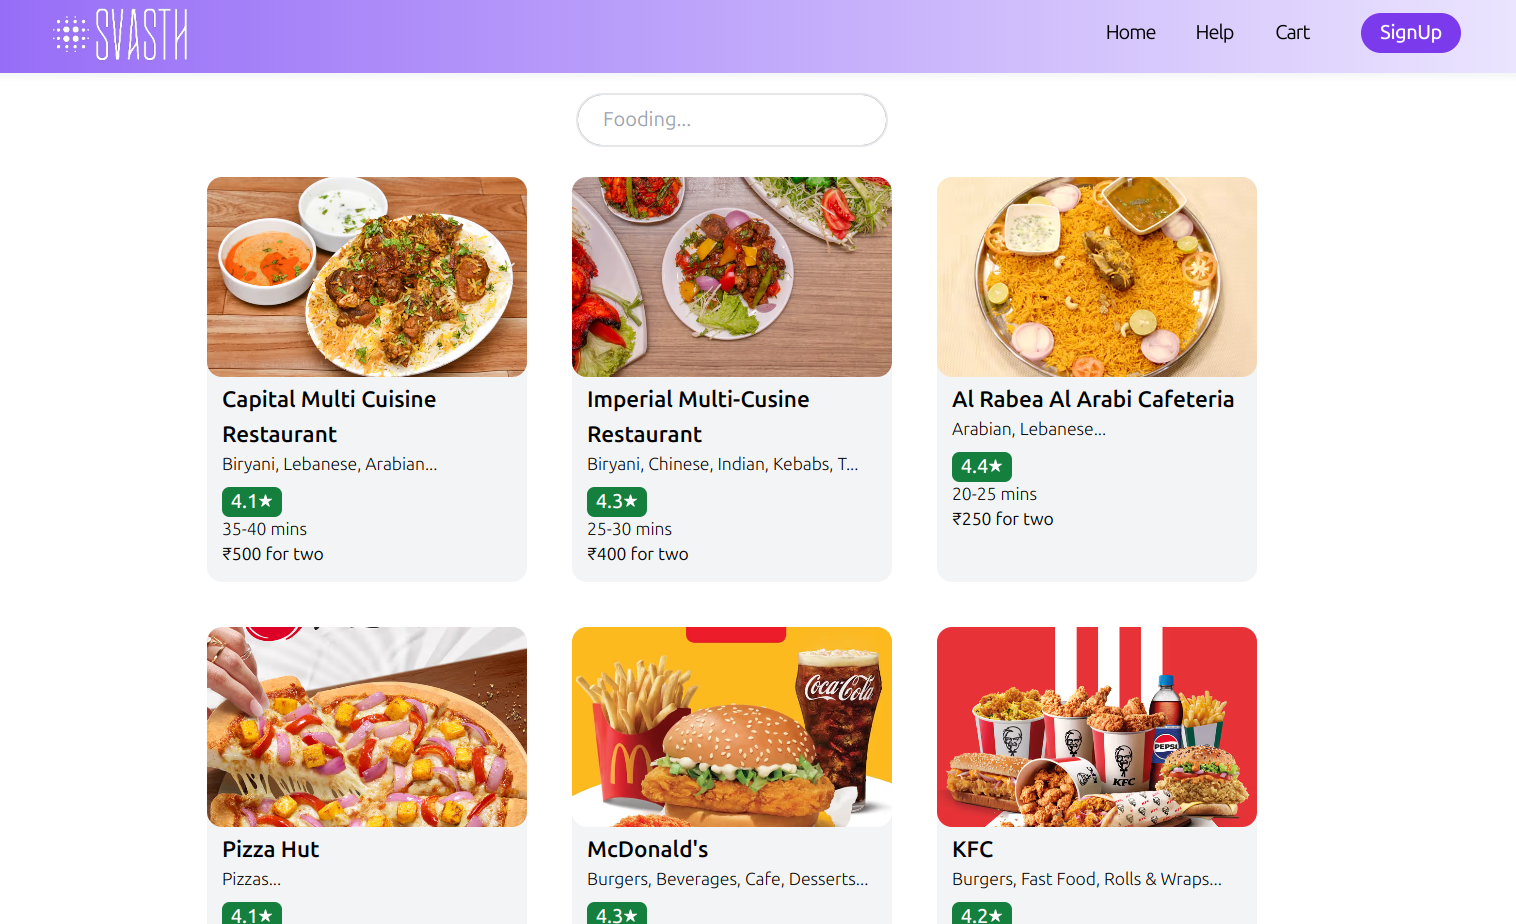 SVASTH
Home
Help
Cart
SignUp
Fooding...
Capital Multi Cuisine
Restaurant
Biryani, Lebanese, Arabian...
4.1★
35-40 mins
₹500 for two
Imperial Multi-Cusine
Restaurant
Biryani, Chinese, Indian, Kebabs, T...
4.3★
25-30 mins
₹400 for two
Al Rabea Al Arabi Cafeteria
Arabian, Lebanese...
4.4★
20-25 mins
₹250 for two
Pizza Hut
Pizzas...
4.1★
Coca-Cola
McDonald's
Burgers, Beverages, Cafe, Desserts...
4.3★
PEPSI
KFC
KFC
Burgers, Fast Food, Rolls & Wraps...
4.2★